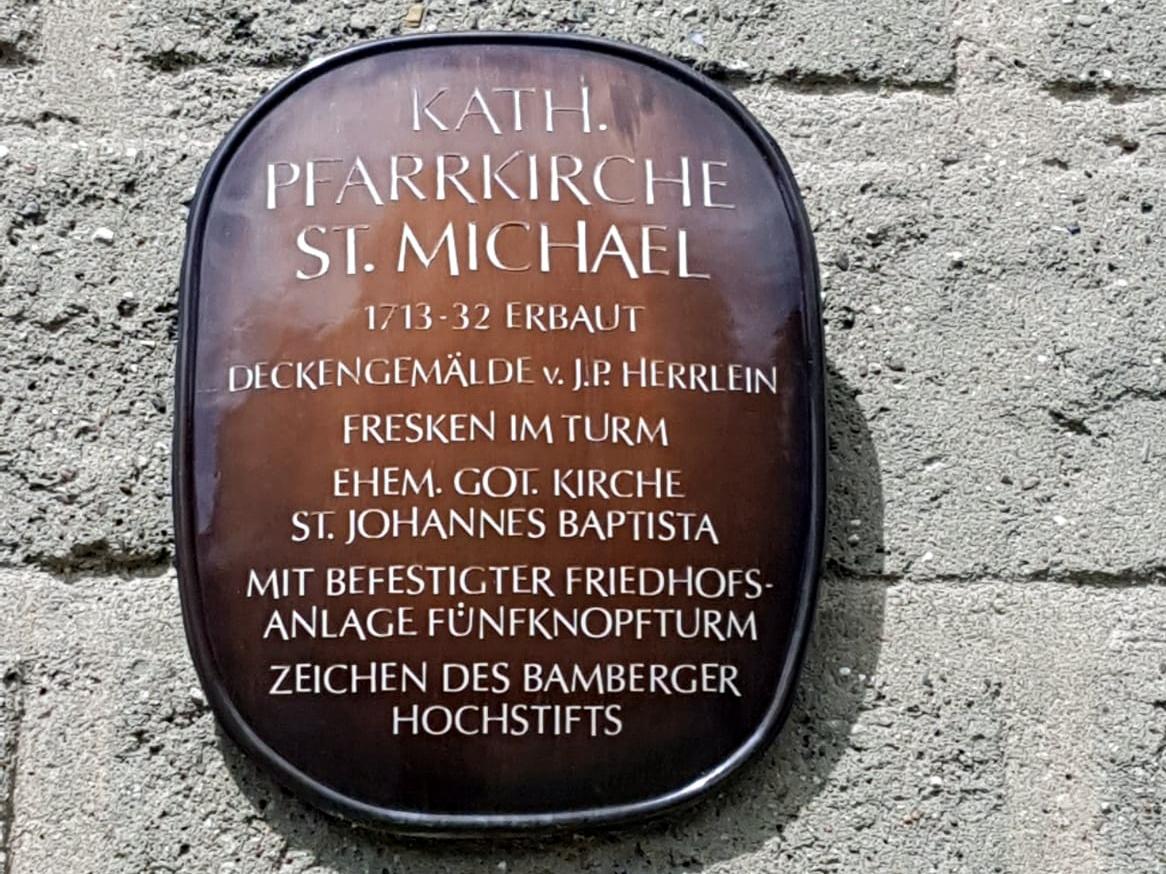 KATH.
PFARRKIRCHE
ST. MICHAEL
1713-32 ERBAUT
DECKENGEMÄLDE v. J.P. HERRLEIN
FRESKEN IM TURM
EHEM. GOT. KIRCHE
ST. JOHANNES BAPTISTA
MIT BEFESTIGTER FRIEDHOFS-
ANLAGE FÜNFKNOPFTURM
ZEICHEN DES BAMBERGER
HOCHSTIFTS